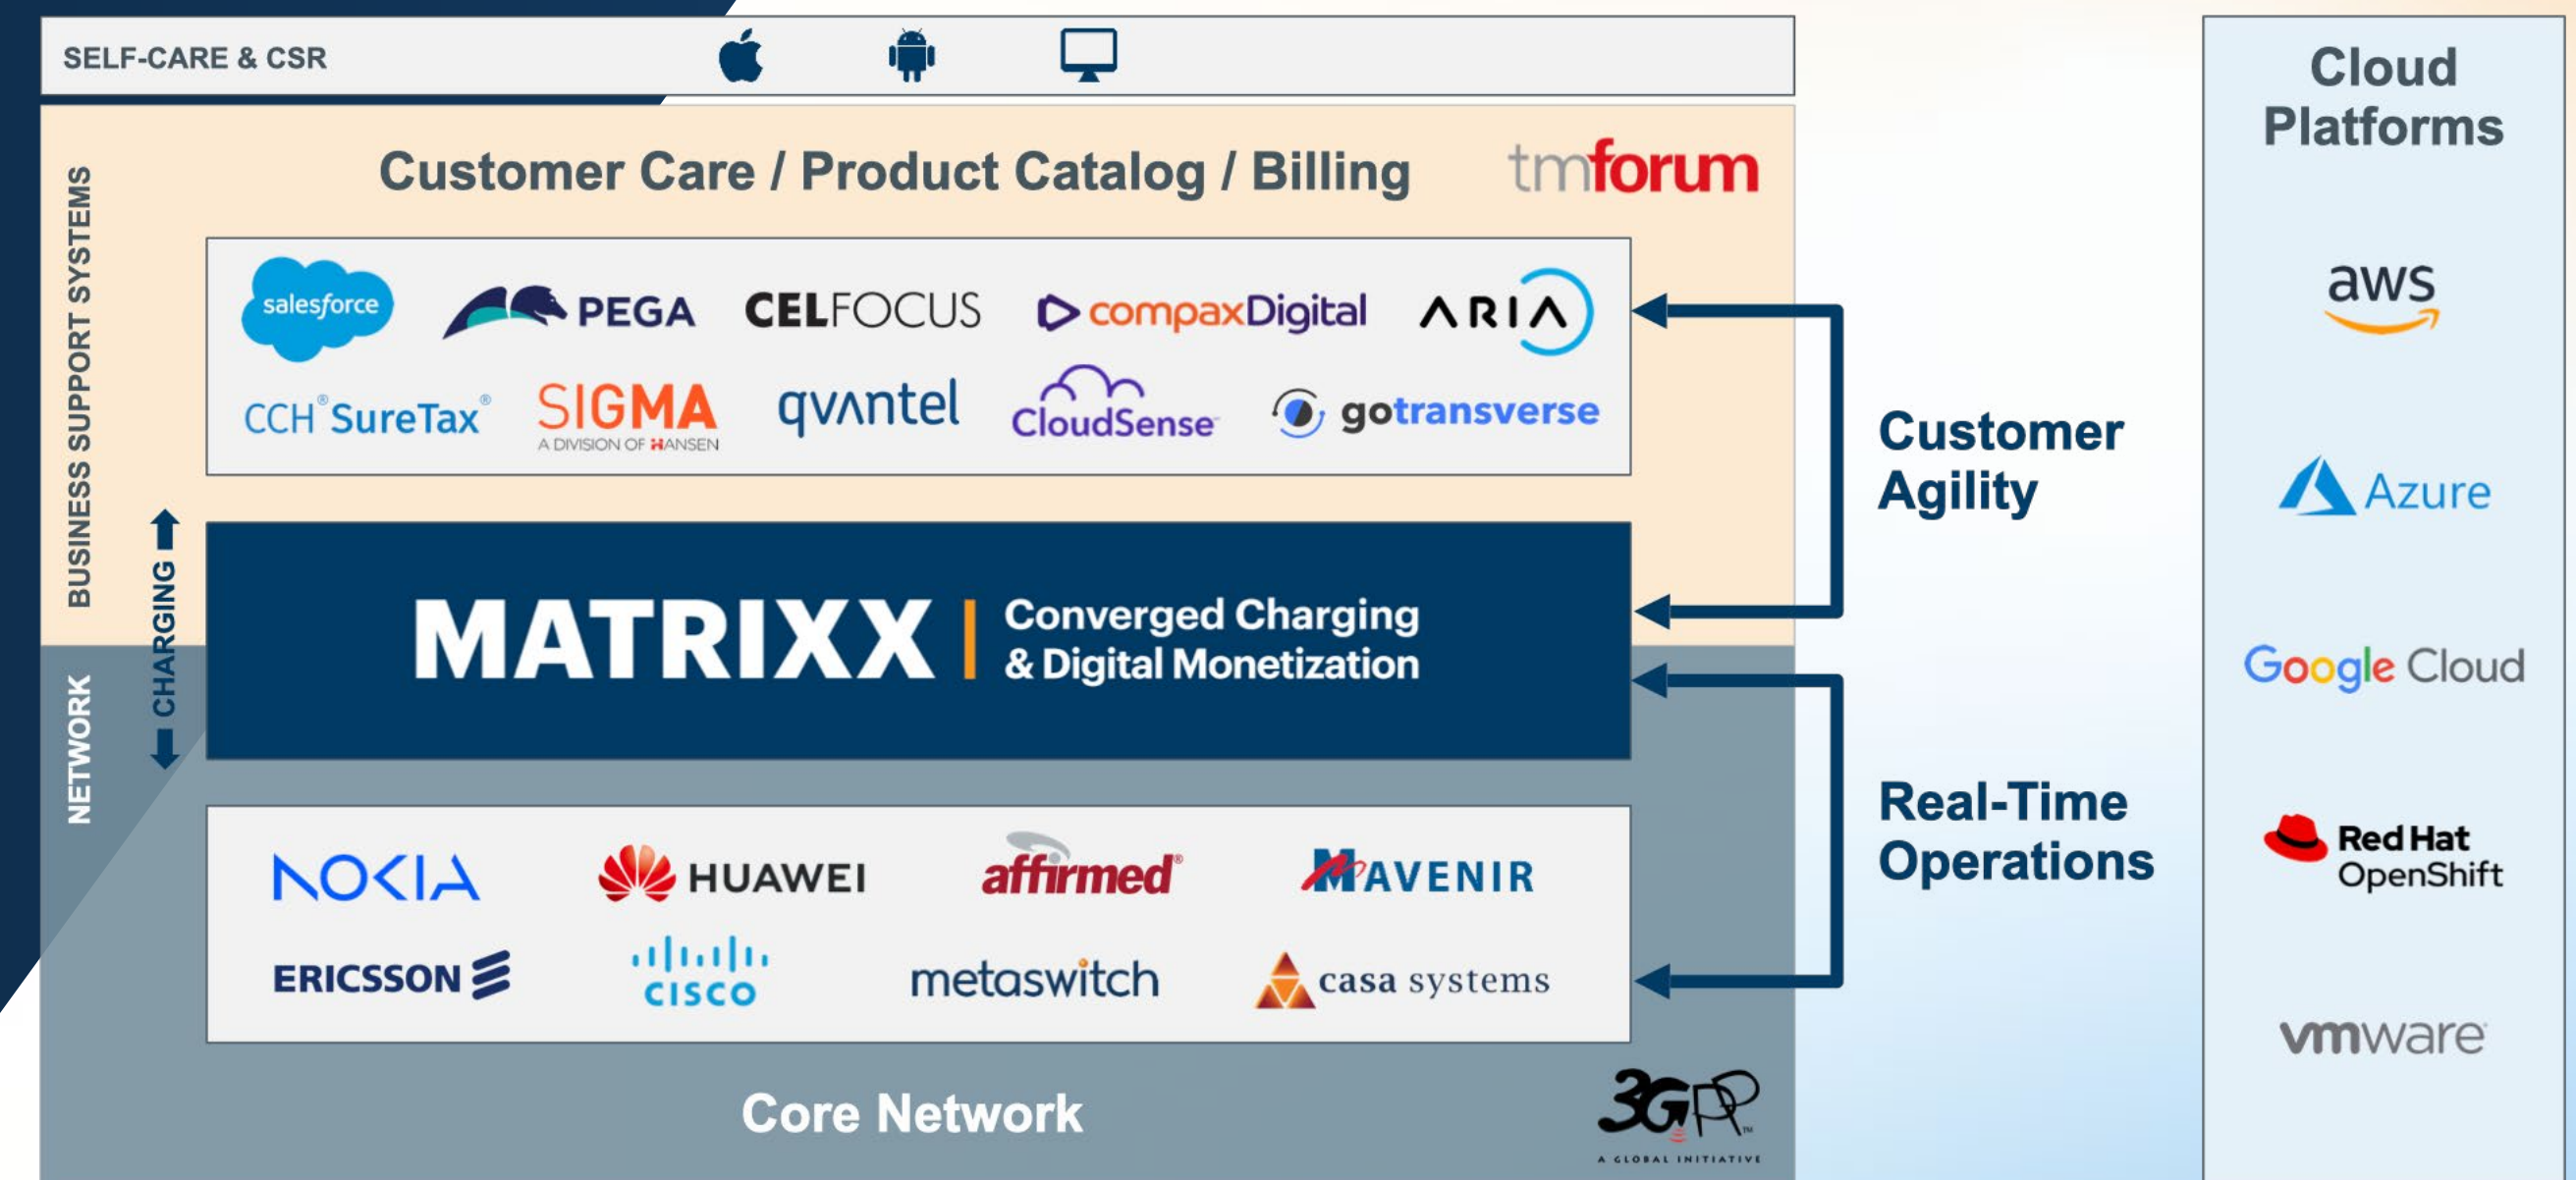 SELF-CARE & CSR
BUSINESS SUPPORT SYSTEMS
Customer Care / Product Catalog / Billing
tmforum
salesforce
PEGA
CELFOCUS
compaxDigital
ARIA
CCH® SureTax®
SIGMA
A DIVISION OF HANSEN
qvantel
CloudSense
gotransverse
CHARGING
MATRIXX
Converged Charging
& Digital Monetization
NETWORK
NOKIA
HUAWEI
affirmed®
MAVENIR
ERICSSON
CISCO
metaswitch
casa systems
Core Network
3GPP™
A GLOBAL INITIATIVE
Customer
Agility
Real-Time
Operations
Cloud
Platforms
aws
Azure
Google Cloud
Red Hat
OpenShift
vmware